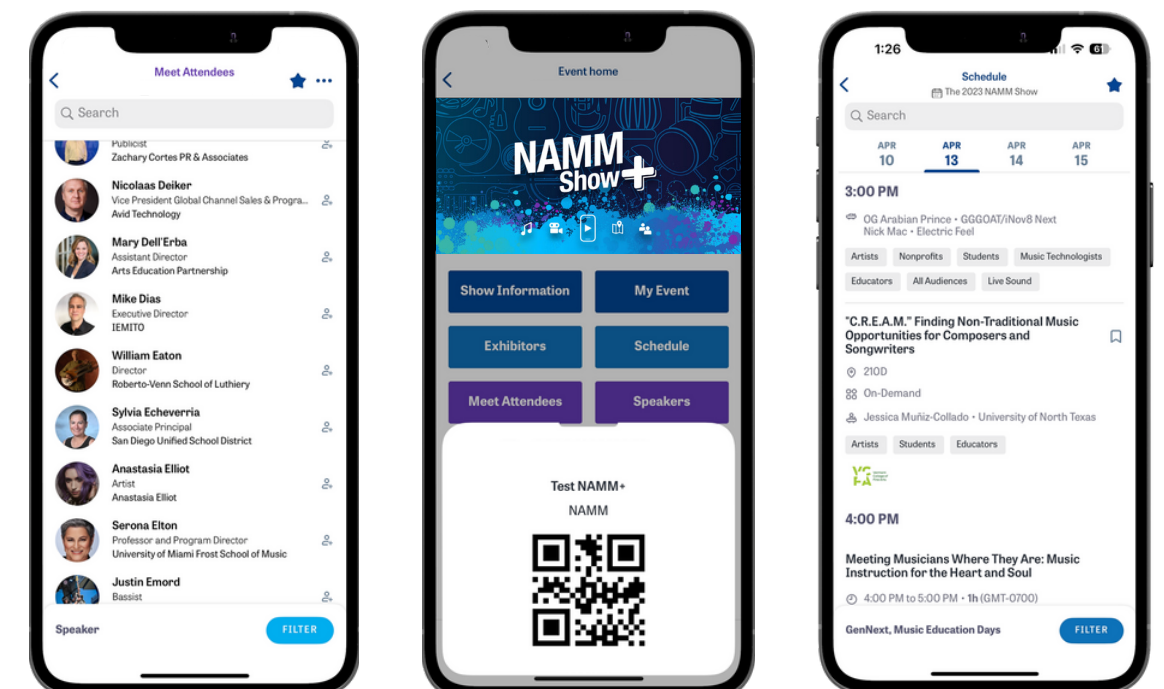 Meet Attendees
Search
Publicist
Zachary Cortes PR & Associates
Nicolaas Deiker
Vice President Global Channel Sales & Progra...
Avid Technology
Mary Dell'Erba
Assistant Director
Arts Education Partnership
Mike Dias
Executive Director
IEMITO
William Eaton
Director
Roberto-Venn School of Luthiery
Sylvia Echeverria
Associate Principal
San Diego Unified School District
Anastasia Elliot
Artist
Anastasia Elliot
Serona Elton
Professor and Program Director
University of Miami Frost School of Music
Justin Emord
Bassist
Speaker
FILTER
Event home
NAMM
Show+
Show Information
My Event
Exhibitors
Schedule
Meet Attendees
Speakers
Test NAMM+
NAMM
1:26
61
Schedule
The 2023 NAMM Show
Search
APR APR APR APR
10 13 14 15
3:00 PM
OG Arabian Prince • GGGOAT/iNov8 Next
Nick Mac • Electric Feel
Artists Nonprofits Students Music Technologists
Educators All Audiences Live Sound
"C.R.E.A.M." Finding Non-Traditional Music
Opportunities for Composers and
Songwriters
210D
On-Demand
Jessica Muñiz-Collado • University of North Texas
Artists Students Educators
4:00 PM
Meeting Musicians Where They Are: Music
Instruction for the Heart and Soul
4:00 PM to 5:00 PM • 1h (GMT-0700)
GenNext, Music Education Days
FILTER